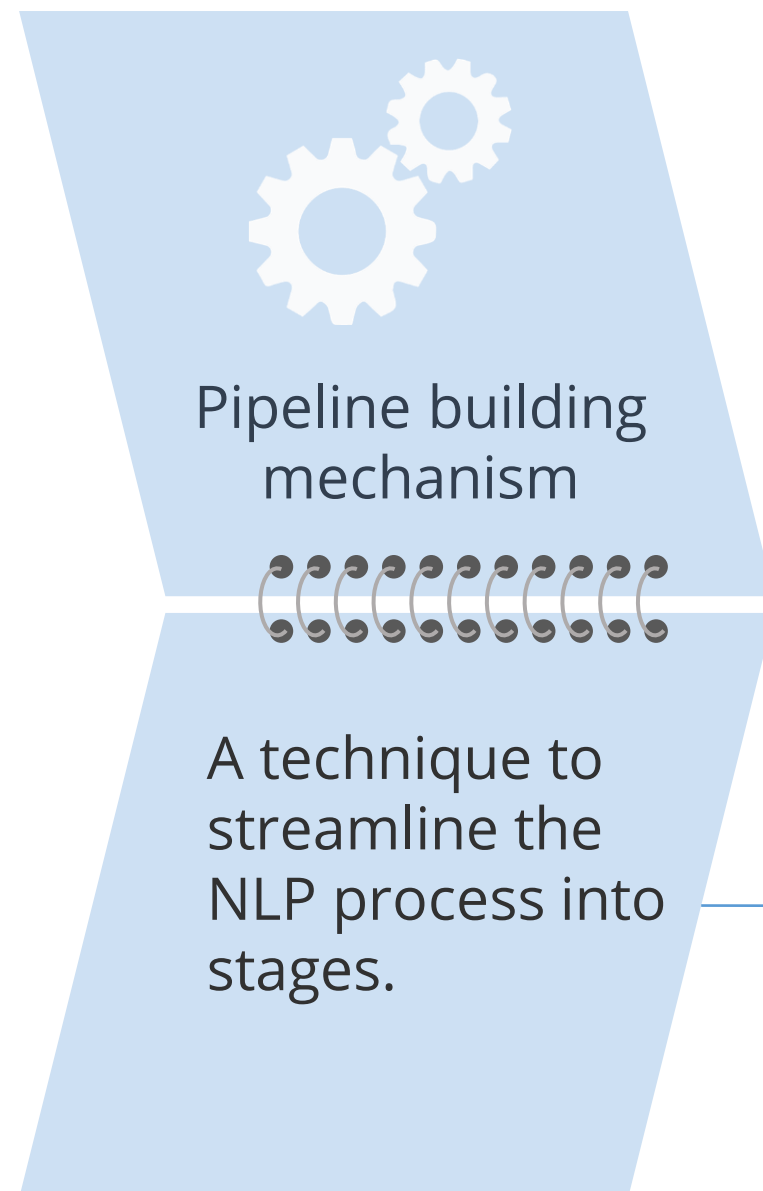 Pipeline building
mechanism
A technique to
streamline the
NLP process into
stages.